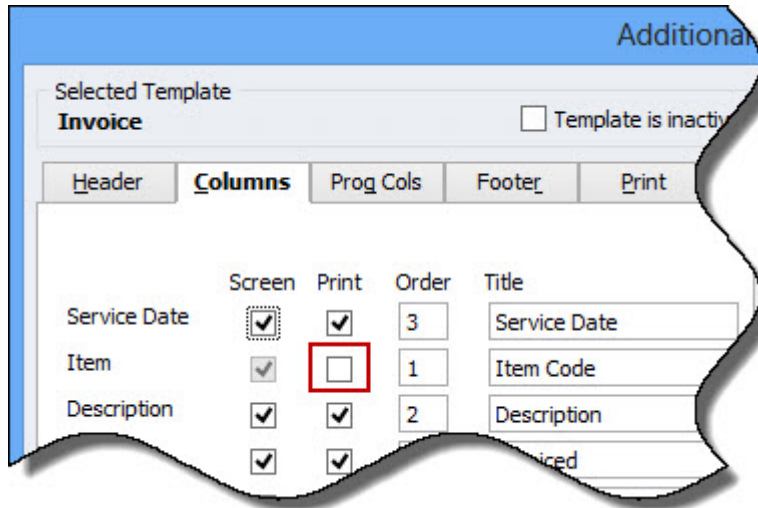 Additional
Selected Template
Invoice
Template is inactiv
Header Columns Prog Cols Footer Print
Screen Print Order Title
Service Date 3 Service Date
Item 1 Item Code
Description 2 Description